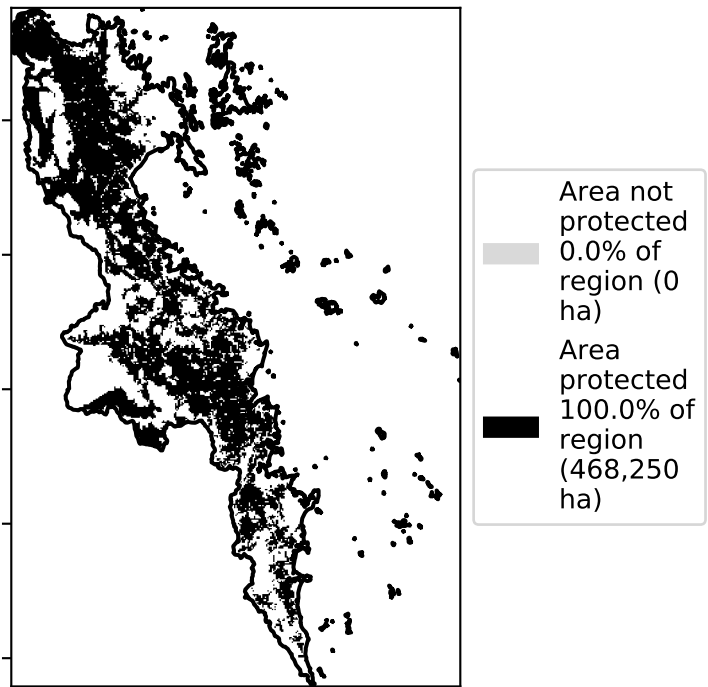 Area not
protected
0.0% of
region (0
ha)
Area
protected
100.0% of
region
(468,250
ha)